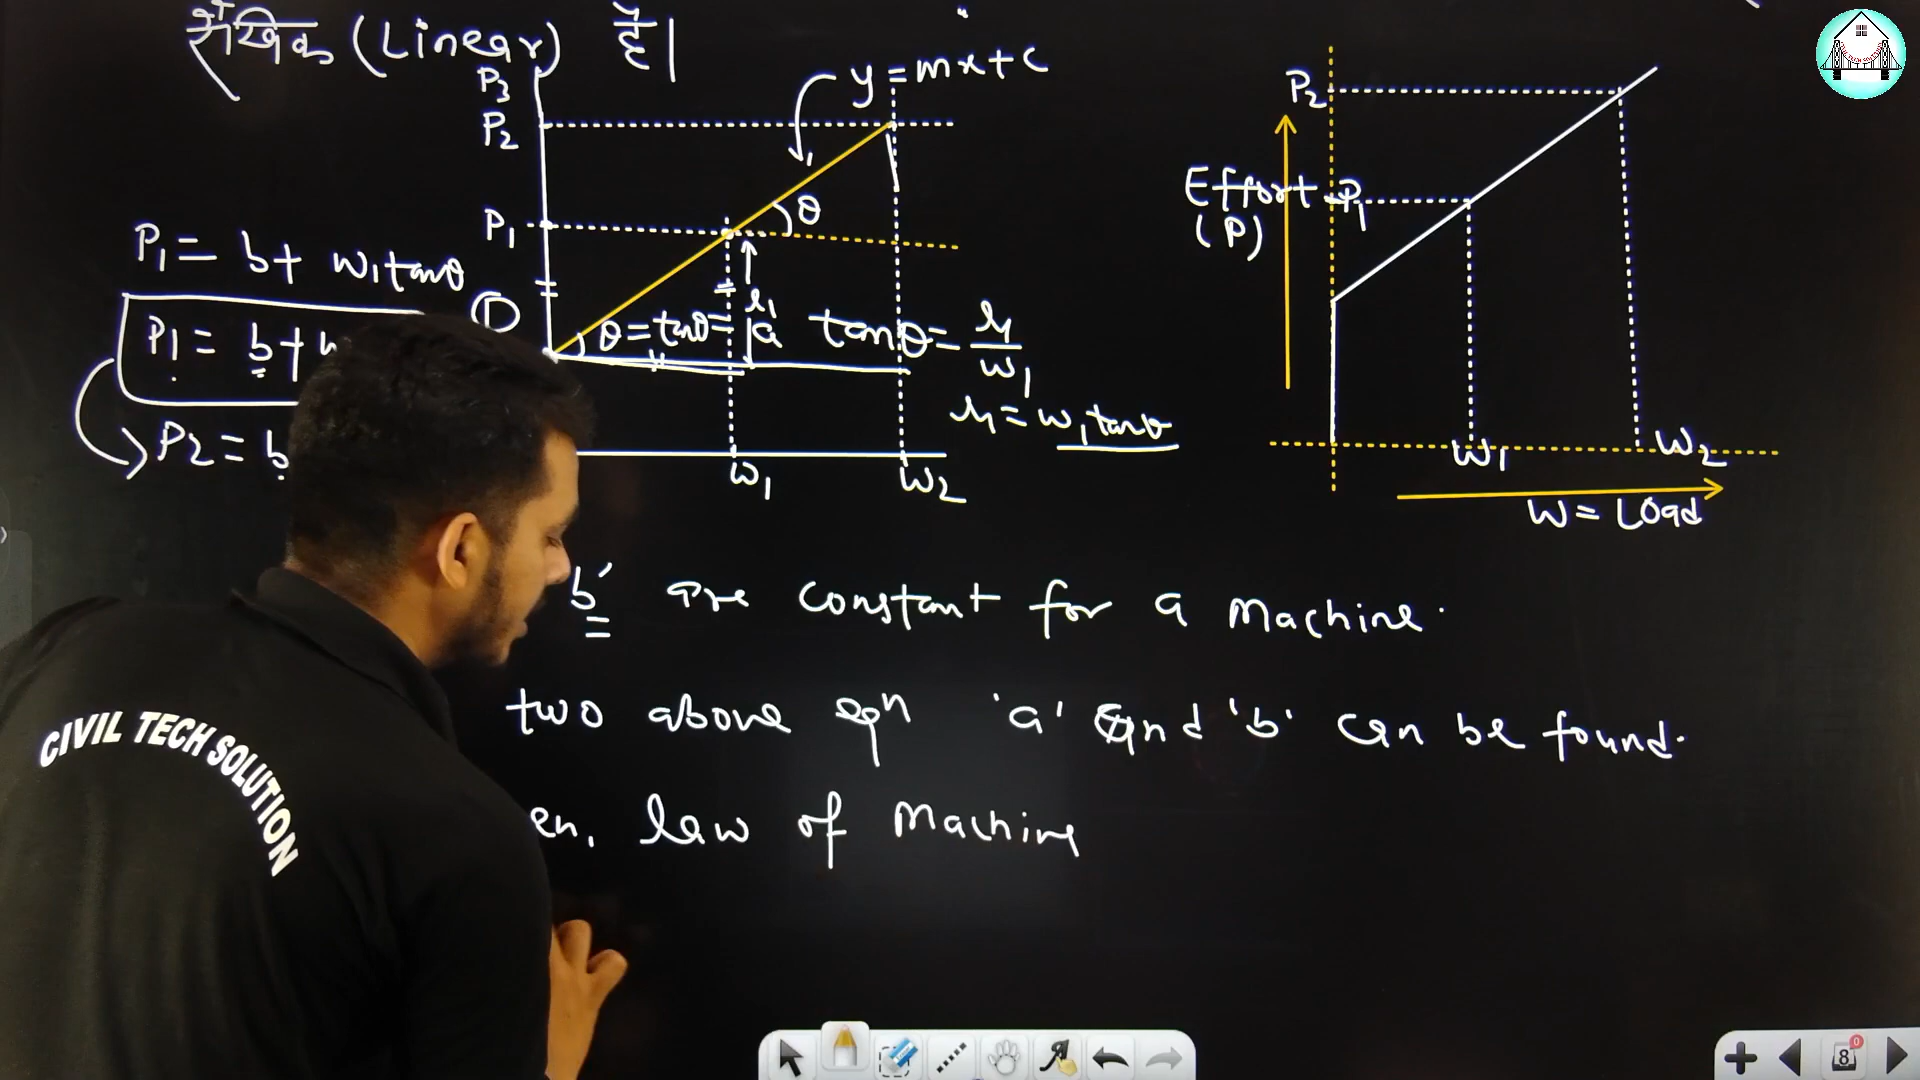 रैखिक (Linear) है।
P3
P2
P1
y = mx + c
θ
P1 = b + w1 tanθ
P1 = b +
P2 = b
θ = tanθ = a
tanθ =
w1
= w1 tanθ
w1
w2
P2
Effort
(P)
P1
w1
w2
w = Load
b' are constant for a machine.
two above eqn 'a' and 'b' can be found.
en, law of machine
CIVIL TECH SOLUTION
8
0